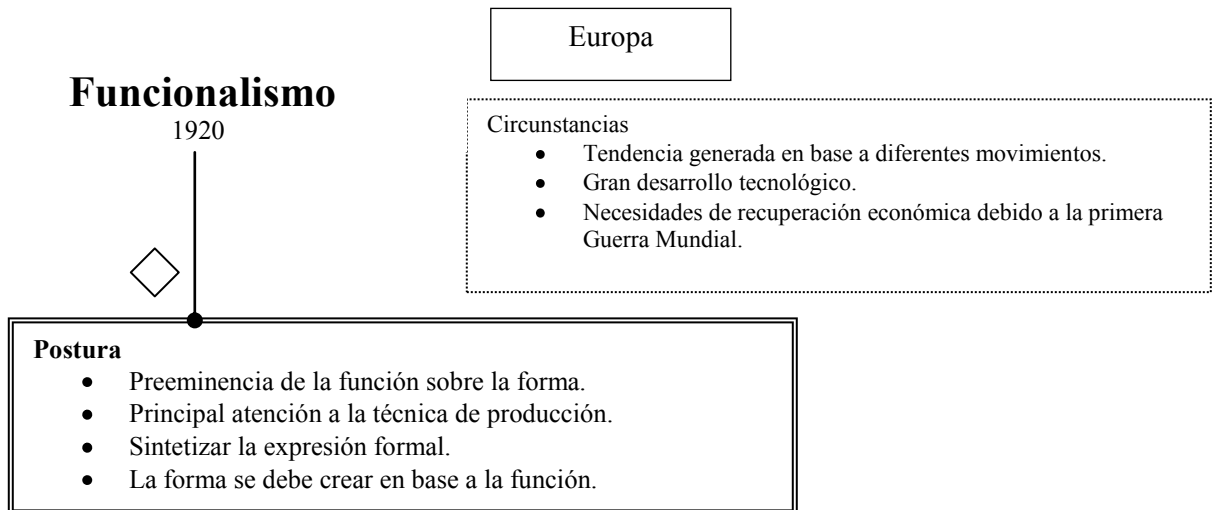 Europa
Funcionalismo
1920
Circunstancias
• Tendencia generada en base a diferentes movimientos.
• Gran desarrollo tecnológico.
• Necesidades de recuperación económica debido a la primera
Guerra Mundial.
Postura
• Preeminencia de la función sobre la forma.
• Principal atención a la técnica de producción.
• Sintetizar la expresión formal.
• La forma se debe crear en base a la función.